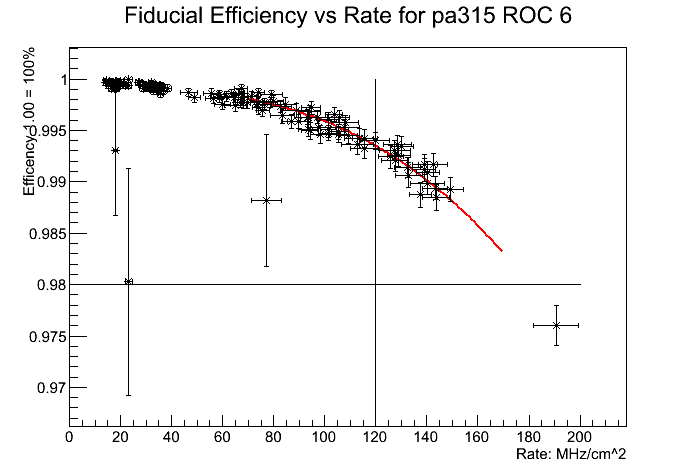 Fiducial Efficiency vs Rate for pa315 ROC 6
Efficency 1.00 = 100%
1
0.995
0.99
0.985
0.98
0.975
0.97
0 20 40 60 80 100 120 140 160 180 200
Rate: MHz/cm^2